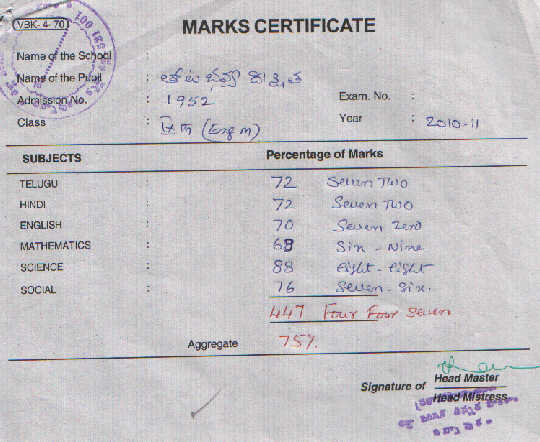 VBK-4-70
MARKS CERTIFICATE
Name of the School
Name of the Pupil :
Admission No. : 1952 Exam. No. :
Class : (Eng m) Year : 2010-11
SUBJECTS Percentage of Marks
TELUGU : 72 Seven Two
HINDI : 72 Seven Two
ENGLISH : 70 Seven Zero
MATHEMATICS : 69 Six - Nine
SCIENCE : 88 Eight - Eight
SOCIAL : 76 Seven - Six.
447 Four Four Seven
Aggregate 75%
Signature of Head Master
Head Mistress